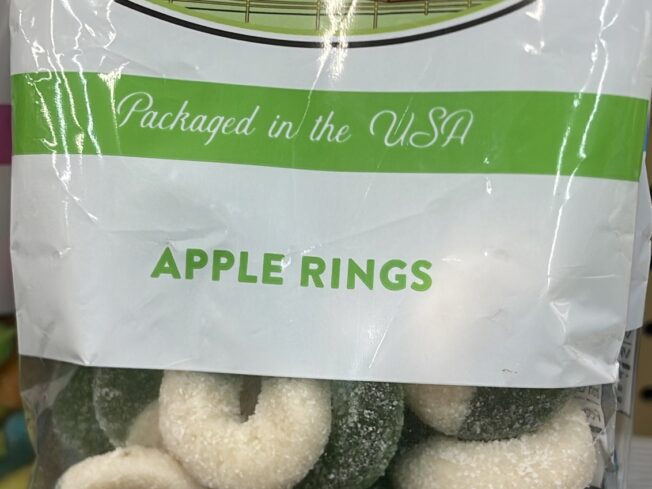 Packaged in the USA
APPLE RINGS